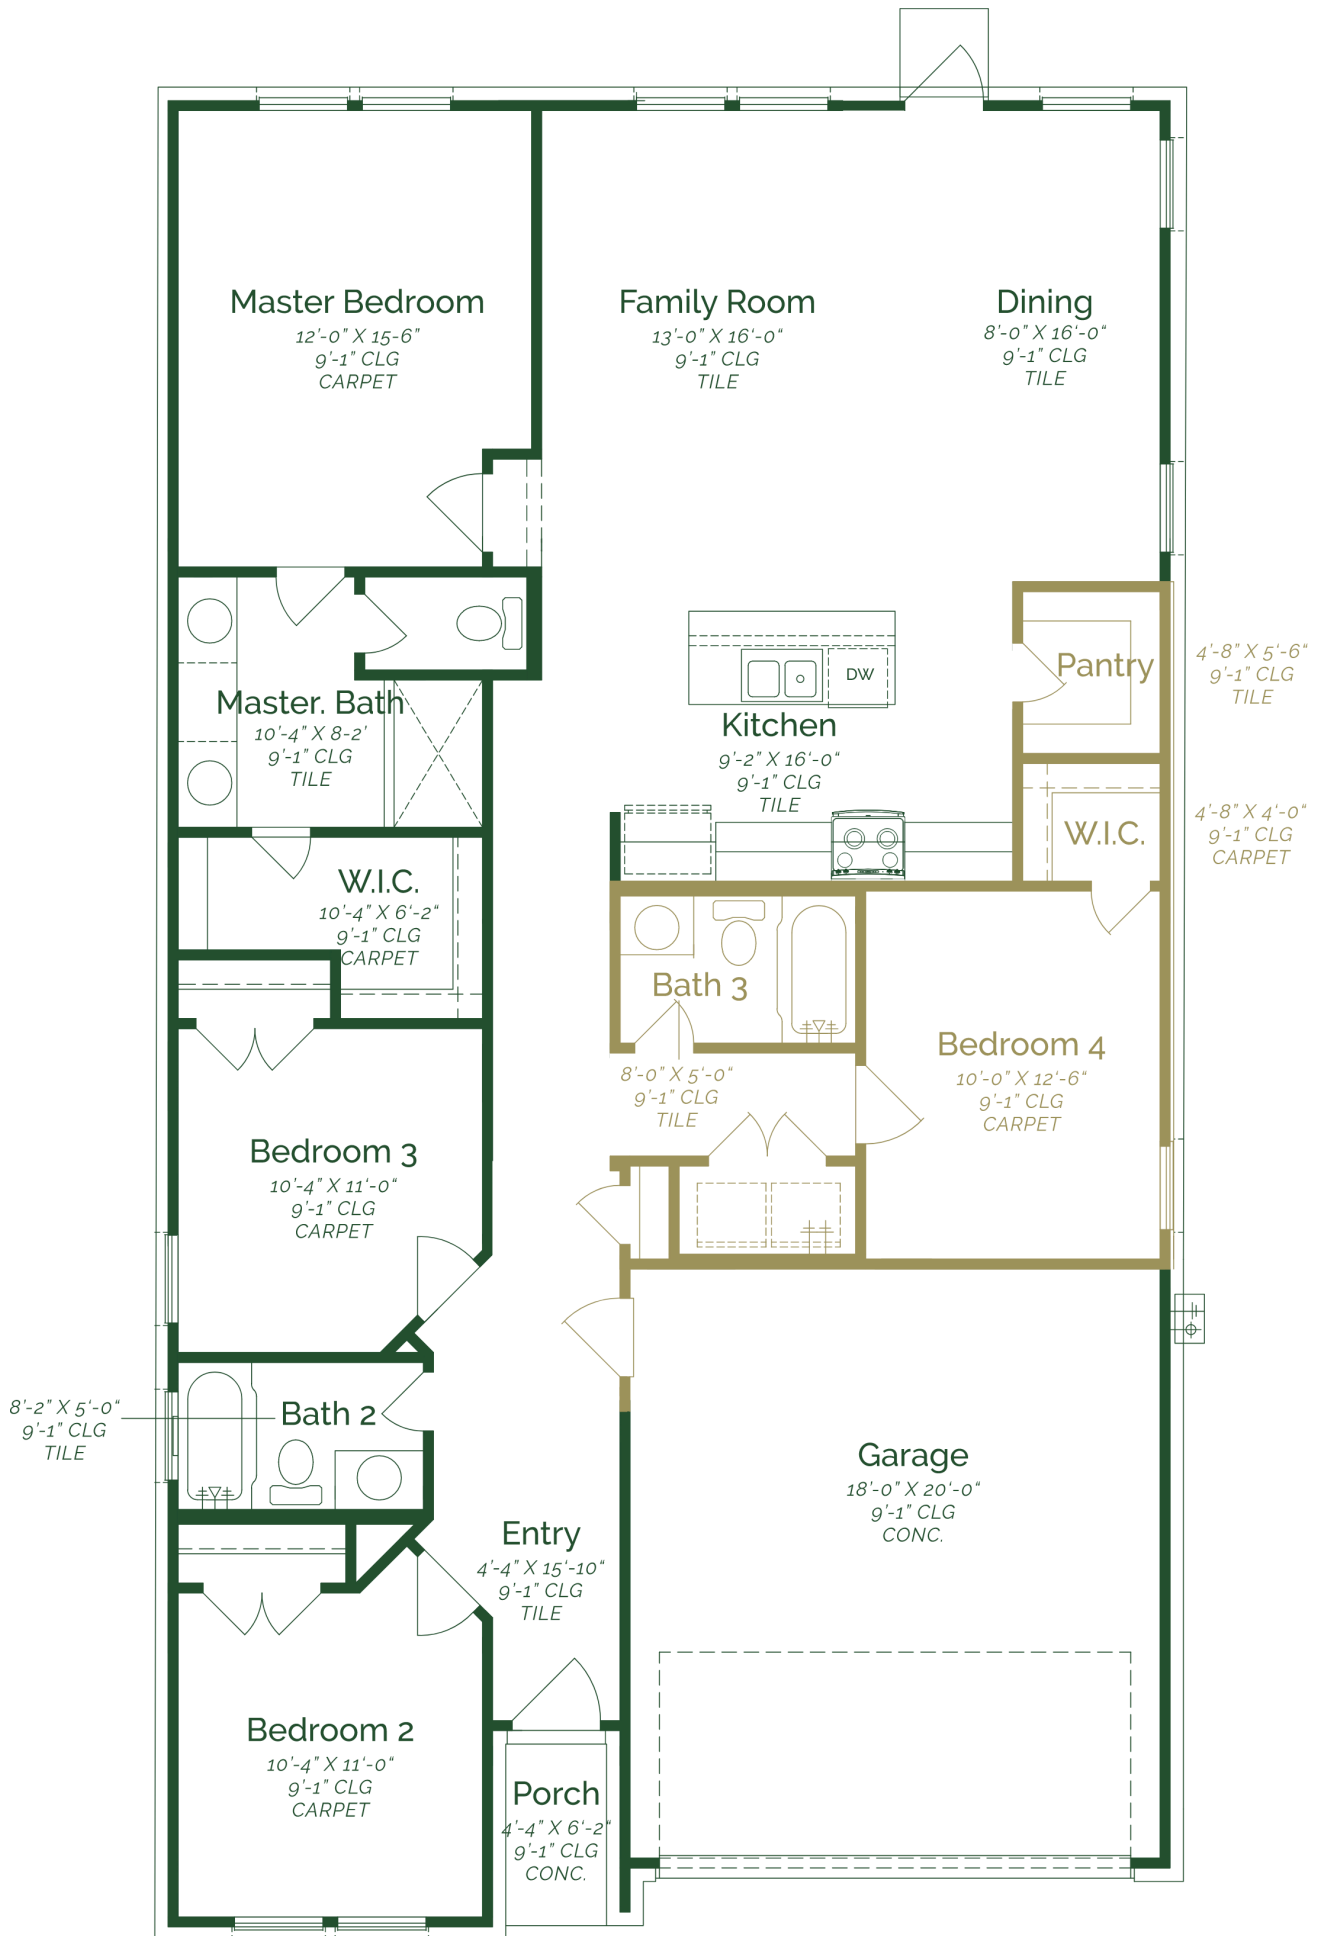 Master Bedroom
12'-0" X 15-6"
9'-1" CLG
CARPET
Family Room
13'-0" X 16'-0"
9'-1" CLG
TILE
Dining
8'-0" X 16'-0"
9'-1" CLG
TILE
DW
Kitchen
9'-2" X 16'-0"
9'-1" CLG
TILE
Pantry
4'-8" X 5'-6"
9'-1" CLG
TILE
Master. Bath
10'-4" X 8-2'
9'-1" CLG
TILE
W.I.C.
4'-8" X 4'-0"
9'-1" CLG
CARPET
W.I.C.
10'-4" X 6'-2"
9'-1" CLG
CARPET
Bath 3
8'-0" X 5'-0"
9'-1" CLG
TILE
Bedroom 4
10'-0" X 12'-6"
9'-1" CLG
CARPET
Bedroom 3
10'-4" X 11'-0"
9'-1" CLG
CARPET
8'-2" X 5'-0"
9'-1" CLG
TILE
Bath 2
Garage
18'-0" X 20'-0"
9'-1" CLG
CONC.
Entry
4'-4" X 15'-10"
9'-1" CLG
TILE
Bedroom 2
10'-4" X 11'-0"
9'-1" CLG
CARPET
Porch
4'-4" X 6'-2"
9'-1" CLG
CONC.